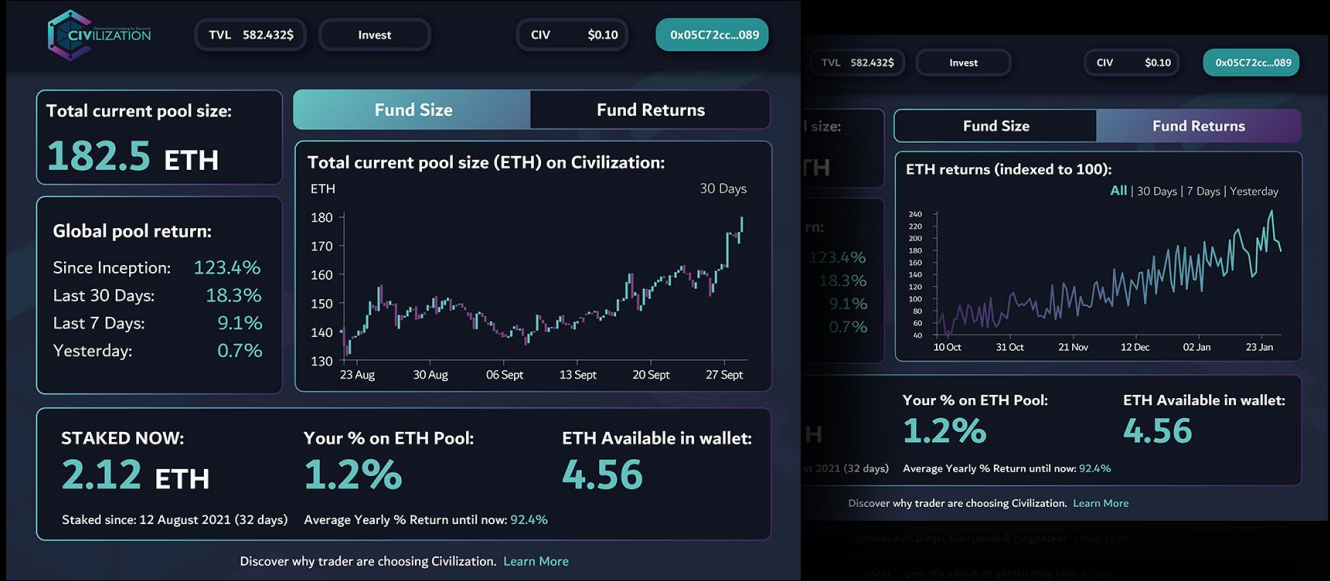 CIVILIZATION
TVL 582.432$
Invest
CIV $0.10
0x05C72cc...089
Total current pool size:
182.5 ETH
Global pool return:
Since Inception: 123.4%
Last 30 Days: 18.3%
Last 7 Days: 9.1%
Yesterday: 0.7%
Fund Size
Fund Returns
Total current pool size (ETH) on Civilization:
ETH
30 Days
180
170
160
150
140
130
23 Aug
30 Aug
06 Sept
13 Sept
20 Sept
27 Sept
STAKED NOW:
2.12 ETH
Staked since: 12 August 2021 (32 days)
Your % on ETH Pool:
1.2%
Average Yearly % Return until now: 92.4%
ETH Available in wallet:
4.56
Discover why trader are choosing Civilization. Learn More
TVL 582.432$
Invest
CIV $0.10
0x05C72cc...089
l size:
TH
rn:
123.4%
18.3%
9.1%
0.7%
Fund Size
Fund Returns
ETH returns (indexed to 100):
All | 30 Days | 7 Days | Yesterday
240
220
200
180
160
140
120
100
80
60
40
10 Oct
31 Oct
21 Nov
12 Dec
02 Jan
23 Jan
H
st 2021 (32 days)
Your % on ETH Pool:
1.2%
Average Yearly % Return until now: 92.4%
ETH Available in wallet:
4.56
Discover why trader are choosing Civilization. Learn More